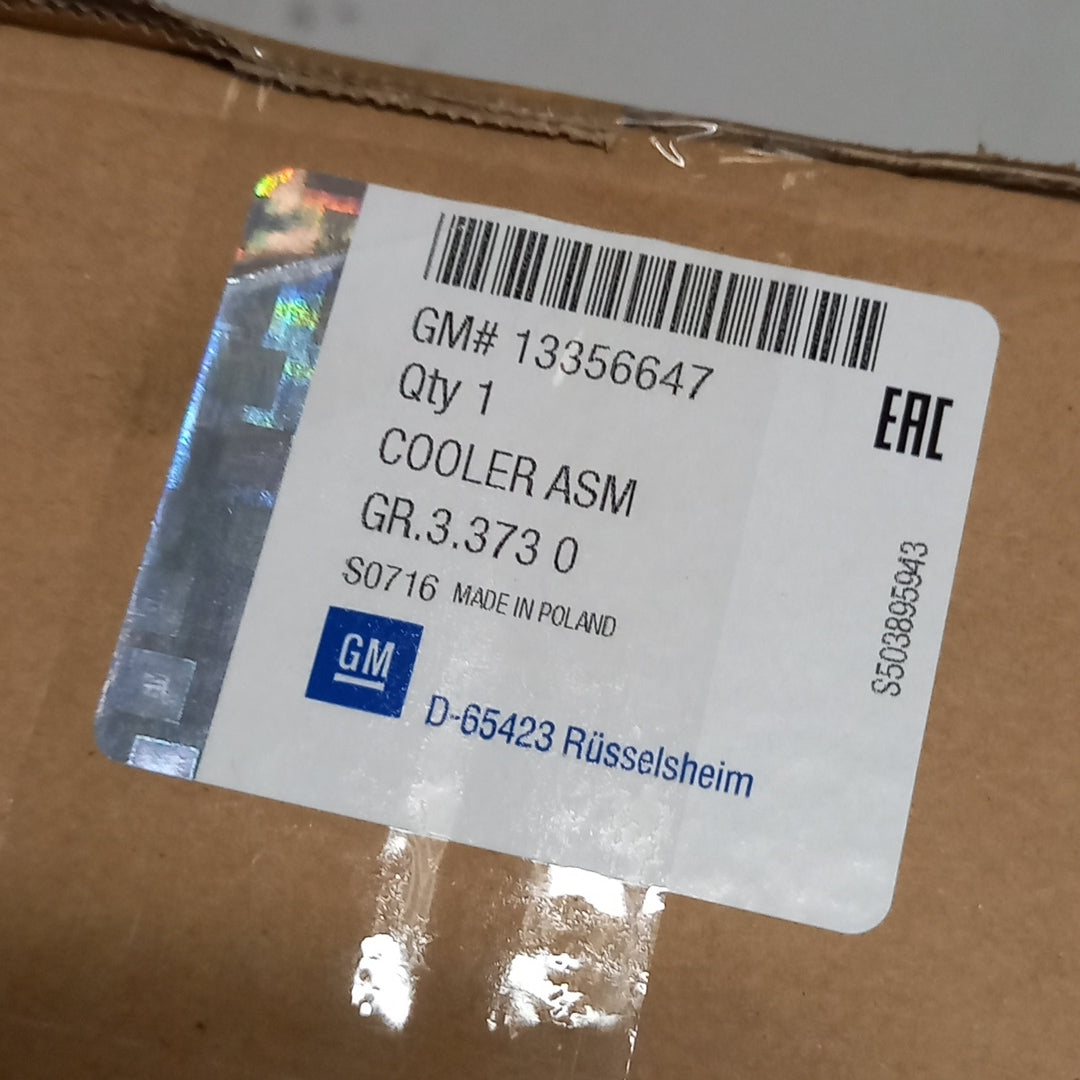 GM# 13356647
Qty 1
EAC
COOLER ASM
GR.3.373 0
S0716 MADE IN POLAND
S503895943
GM
D-65423 Rüsselsheim